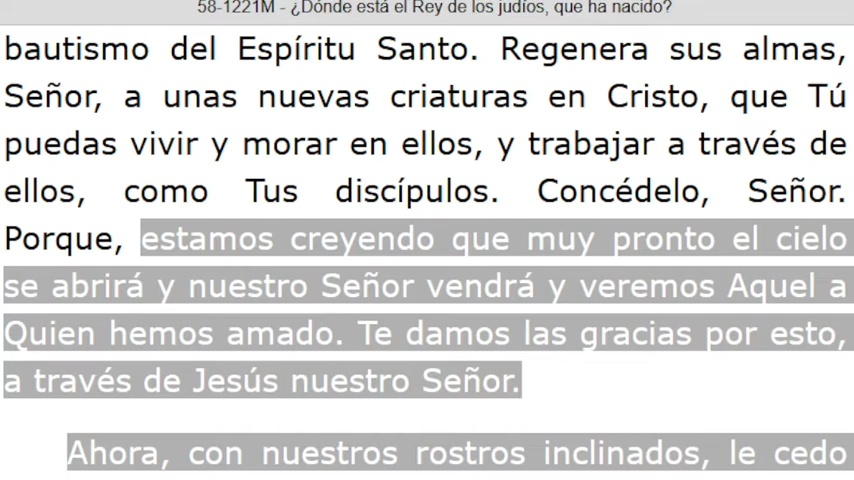 58-1221M - ¿Dónde está el Rey de los judíos, que ha nacido?
bautismo del Espíritu Santo. Regenera sus almas,
Señor, a unas nuevas criaturas en Cristo, que Tú
puedas vivir y morar en ellos, y trabajar a través de
ellos, como Tus discípulos. Concédelo, Señor.
Porque, estamos creyendo que muy pronto el cielo
se abrirá y nuestro Señor vendrá y veremos Aquel a
Quien hemos amado. Te damos las gracias por esto,
a través de Jesús nuestro Señor.
Ahora, con nuestros rostros inclinados, le cedo